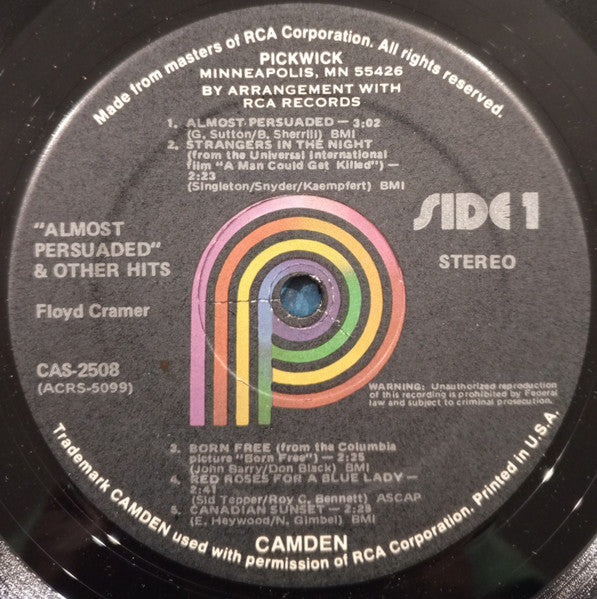 Made from masters of RCA Corporation. All rights reserved.
PICKWICK
MINNEAPOLIS, MN 55426
BY ARRANGEMENT WITH
RCA RECORDS
1. ALMOST PERSUADED — 3:02
(G. Sutton/B. Sherrill) BMI
2. STRANGERS IN THE NIGHT
(from the Universal International
film "A Man Could Get Killed") —
2:23
(Singleton/Snyder/Kaempfert) BMI
SIDE 1
STEREO
"ALMOST
PERSUADED"
& OTHER HITS
Floyd Cramer
CAS-2508
(ACRS-5099)
WARNING: Unauthorized reproduction
of this recording is prohibited by Federal
law and subject to criminal prosecution.
3. BORN FREE (from the Columbia
picture "Born Free") — 2:25
(John Barry/Don Black) BMI
4. RED ROSES FOR A BLUE LADY —
2:41
(Sid Tepper/Roy C. Bennett) ASCAP
5. CANADIAN SUNSET — 2:28
(E. Heywood/N. Gimbel) BMI
CAMDEN
Trademark CAMDEN used with permission of RCA Corporation. Printed in U.S.A.